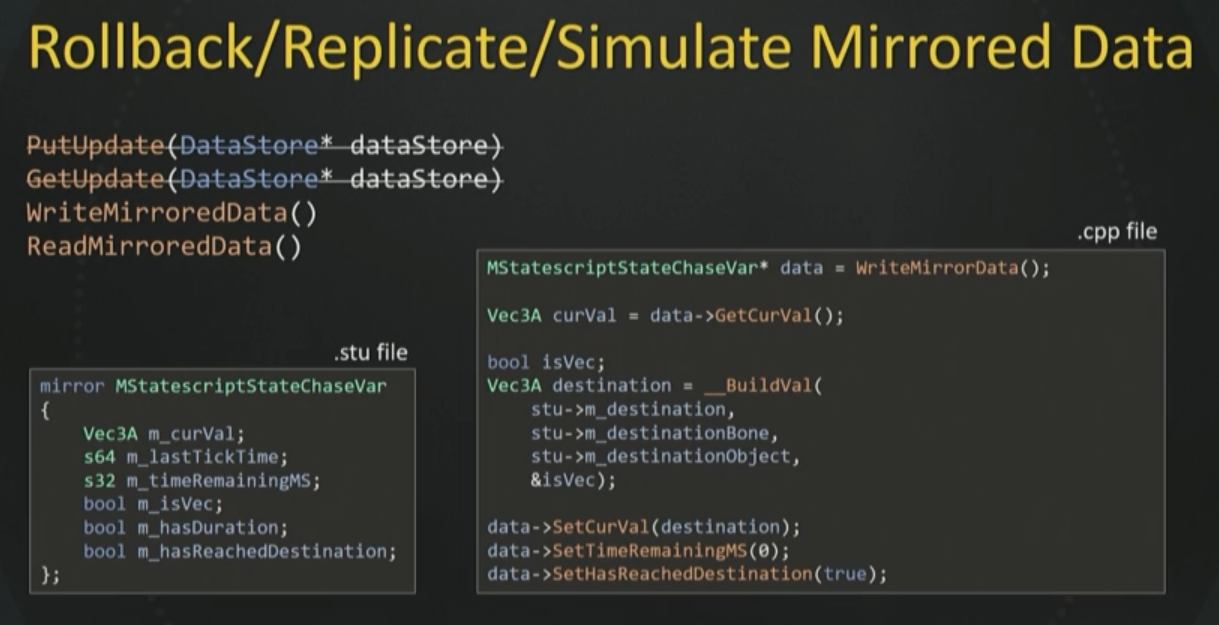 Rollback/Replicate/Simulate Mirrored Data
PutUpdate(DataStore* dataStore)
GetUpdate(DataStore* dataStore)
WriteMirroredData()
ReadMirroredData()
.stu file
mirror MStatescriptStateChaseVar
{
    Vec3A m_curVal;
    s64 m_lastTickTime;
    s32 m_timeRemainingMS;
    bool m_isVec;
    bool m_hasDuration;
    bool m_hasReachedDestination;
};
.cpp file
MStatescriptStateChaseVar* data = WriteMirrorData();
Vec3A curVal = data->GetCurVal();
bool isVec;
Vec3A destination = __BuildVal(
    stu->m_destination,
    stu->m_destinationBone,
    stu->m_destinationObject,
    &isVec);
data->SetCurVal(destination);
data->SetTimeRemainingMS(0);
data->SetHasReachedDestination(true);